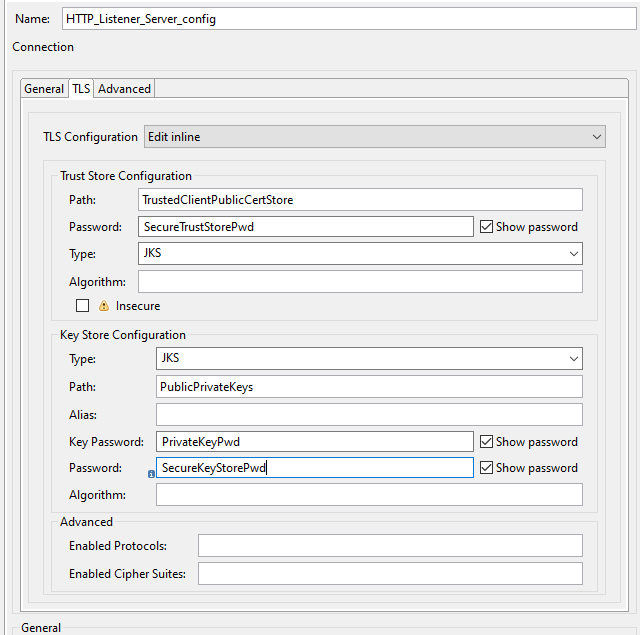 Name: HTTP_Listener_Server_config
Connection
General TLS Advanced
TLS Configuration Edit inline
Trust Store Configuration
Path: TrustedClientPublicCertStore
Password: SecureTrustStorePwd Show password
Type: JKS
Algorithm:
Insecure
Key Store Configuration
Type: JKS
Path: PublicPrivateKeys
Alias:
Key Password: PrivateKeyPwd Show password
Password: SecureKeyStorePwd Show password
Algorithm:
Advanced
Enabled Protocols:
Enabled Cipher Suites:
General